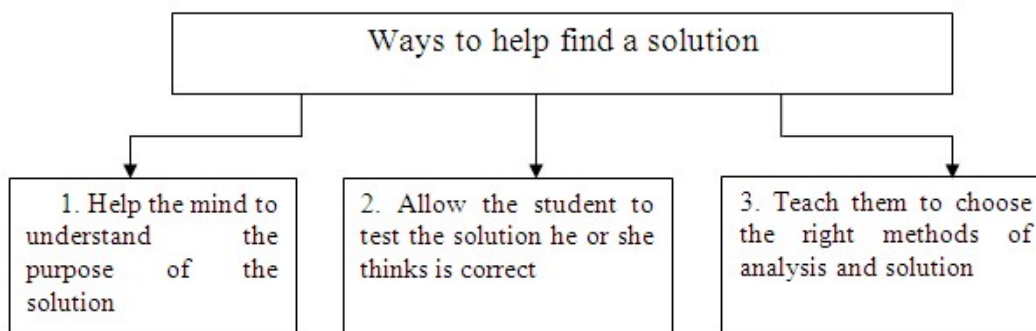 Ways to help find a solution
1. Help the mind to
understand the
purpose of the
solution
2. Allow the student to
test the solution he or she
thinks is correct
3. Teach them to choose
the right methods of
analysis and solution